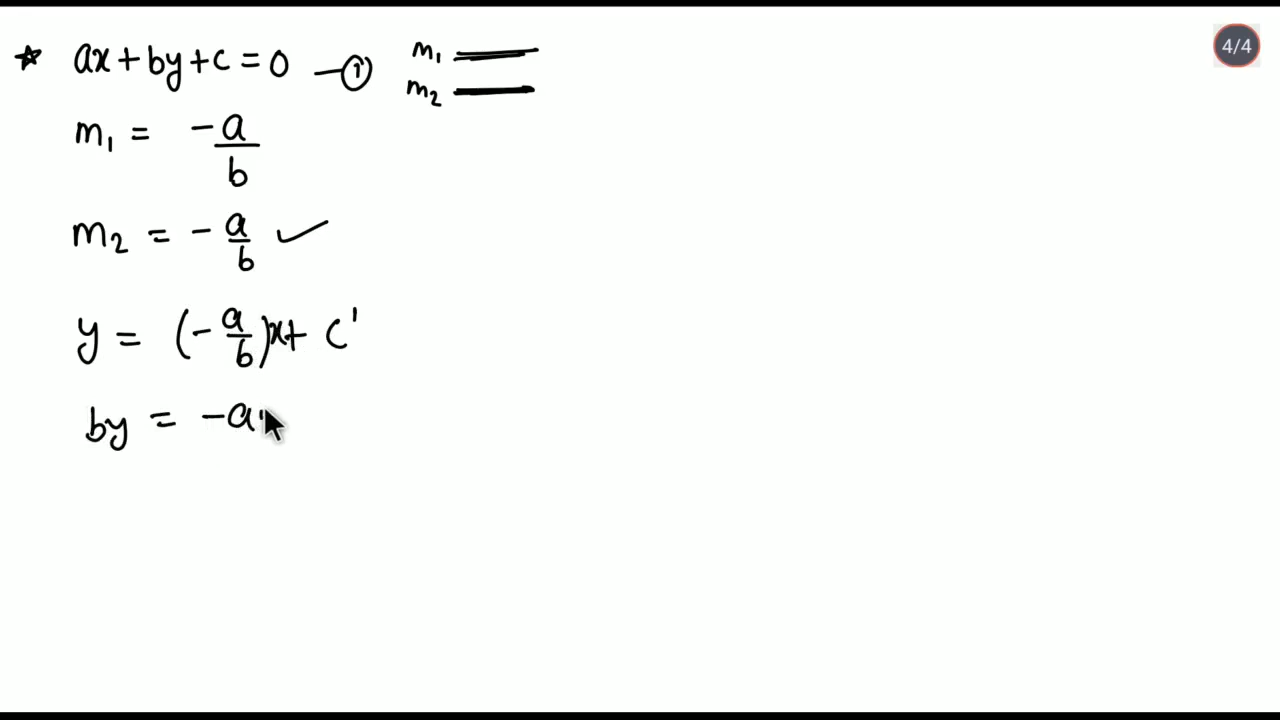 * ax + by + c = 0 —①
m₁
m₂
4/4
m₁ = -a/b
m₂ = -a/b ✓
y = (-a/b)x + c'
by = -a